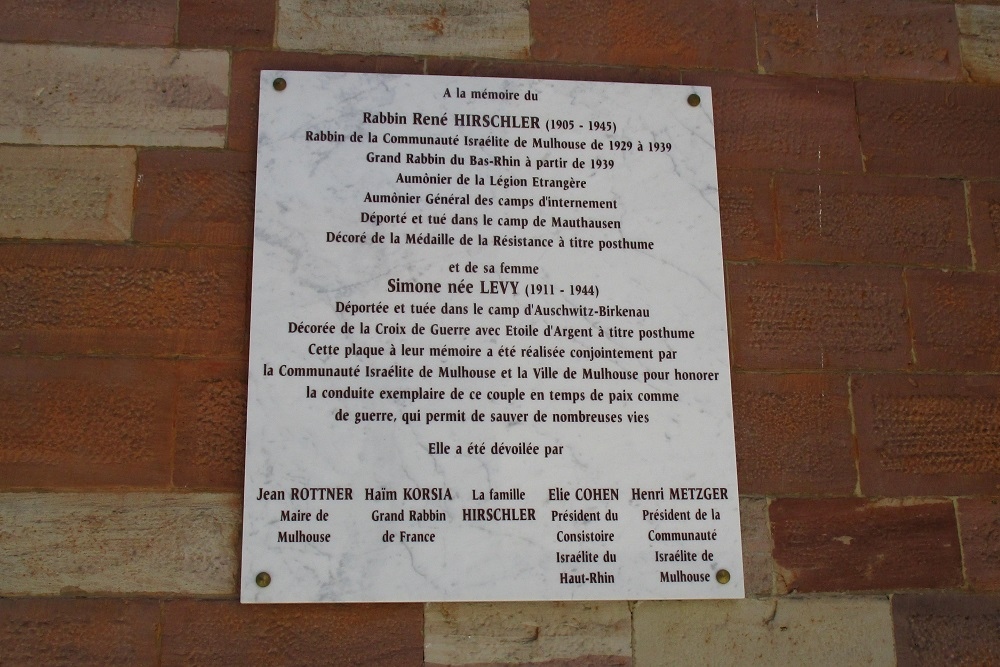 A la mémoire du
Rabbin René HIRSCHLER (1905 - 1945)
Rabbin de la Communauté Israélite de Mulhouse de 1929 à 1939
Grand Rabbin du Bas-Rhin à partir de 1939
Aumônier de la Légion Etrangère
Aumônier Général des camps d'internement
Déporté et tué dans le camp de Mauthausen
Décoré de la Médaille de la Résistance à titre posthume
et de sa femme
Simone née LEVY (1911 - 1944)
Déportée et tuée dans le camp d'Auschwitz-Birkenau
Décorée de la Croix de Guerre avec Etoile d'Argent à titre posthume
Cette plaque à leur mémoire a été réalisée conjointement par
la Communauté Israélite de Mulhouse et la Ville de Mulhouse pour honorer
la conduite exemplaire de ce couple en temps de paix comme
de guerre, qui permit de sauver de nombreuses vies
Elle a été dévoilée par
Jean ROTTNER
Maire de
Mulhouse
Haïm KORSIA
Grand Rabbin
de France
La famille
HIRSCHLER
Elie COHEN
Président du
Consistoire
Israélite du
Haut-Rhin
Henri METZGER
Président de la
Communauté
Israélite de
Mulhouse